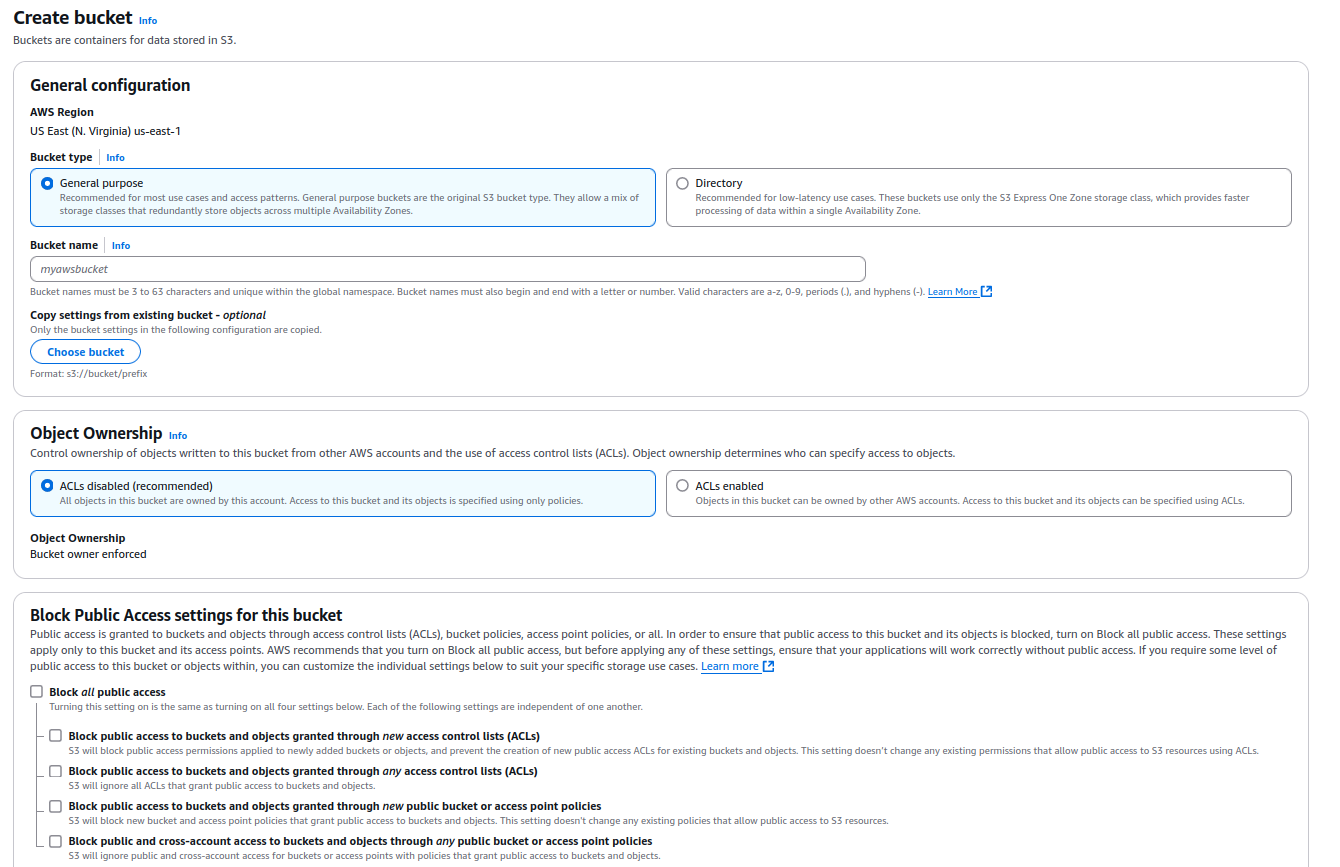 Create bucket Info
Buckets are containers for data stored in S3.
General configuration
AWS Region
US East (N. Virginia) us-east-1
Bucket type Info
General purpose
Recommended for most use cases and access patterns. General purpose buckets are the original S3 bucket type. They allow a mix of
storage classes that redundantly store objects across multiple Availability Zones.
Directory
Recommended for low-latency use cases. These buckets use only the S3 Express One Zone storage class, which provides faster
processing of data within a single Availability Zone.
Bucket name Info
myawsbucket
Bucket names must be 3 to 63 characters and unique within the global namespace. Bucket names must also begin and end with a letter or number. Valid characters are a-z, 0-9, periods (.), and hyphens (-). Learn More
Copy settings from existing bucket - optional
Only the bucket settings in the following configuration are copied.
Choose bucket
Format: s3://bucket/prefix
Object Ownership Info
Control ownership of objects written to this bucket from other AWS accounts and the use of access control lists (ACLs). Object ownership determines who can specify access to objects.
ACLs disabled (recommended)
All objects in this bucket are owned by this account. Access to this bucket and its objects is specified using only policies.
ACLs enabled
Objects in this bucket can be owned by other AWS accounts. Access to this bucket and its objects can be specified using ACLs.
Object Ownership
Bucket owner enforced
Block Public Access settings for this bucket
Public access is granted to buckets and objects through access control lists (ACLs), bucket policies, access point policies, or all. In order to ensure that public access to this bucket and its objects is blocked, turn on Block all public access. These settings
apply only to this bucket and its access points. AWS recommends that you turn on Block all public access, but before applying any of these settings, ensure that your applications will work correctly without public access. If you require some level of
public access to this bucket or objects within, you can customize the individual settings below to suit your specific storage use cases. Learn more
Block all public access
Turning this setting on is the same as turning on all four settings below. Each of the following settings are independent of one another.
Block public access to buckets and objects granted through new access control lists (ACLs)
S3 will block public access permissions applied to newly added buckets or objects, and prevent the creation of new public access ACLs for existing buckets and objects. This setting doesn't change any existing permissions that allow public access to S3 resources using ACLs.
Block public access to buckets and objects granted through any access control lists (ACLs)
S3 will ignore all ACLs that grant public access to buckets and objects.
Block public access to buckets and objects granted through new public bucket or access point policies
S3 will block new bucket and access point policies that grant public access to buckets and objects. This setting doesn't change any existing policies that allow public access to S3 resources.
Block public and cross-account access to buckets and objects through any public bucket or access point policies
S3 will ignore public and cross-account access for buckets or access points with policies that grant public access to buckets and objects.